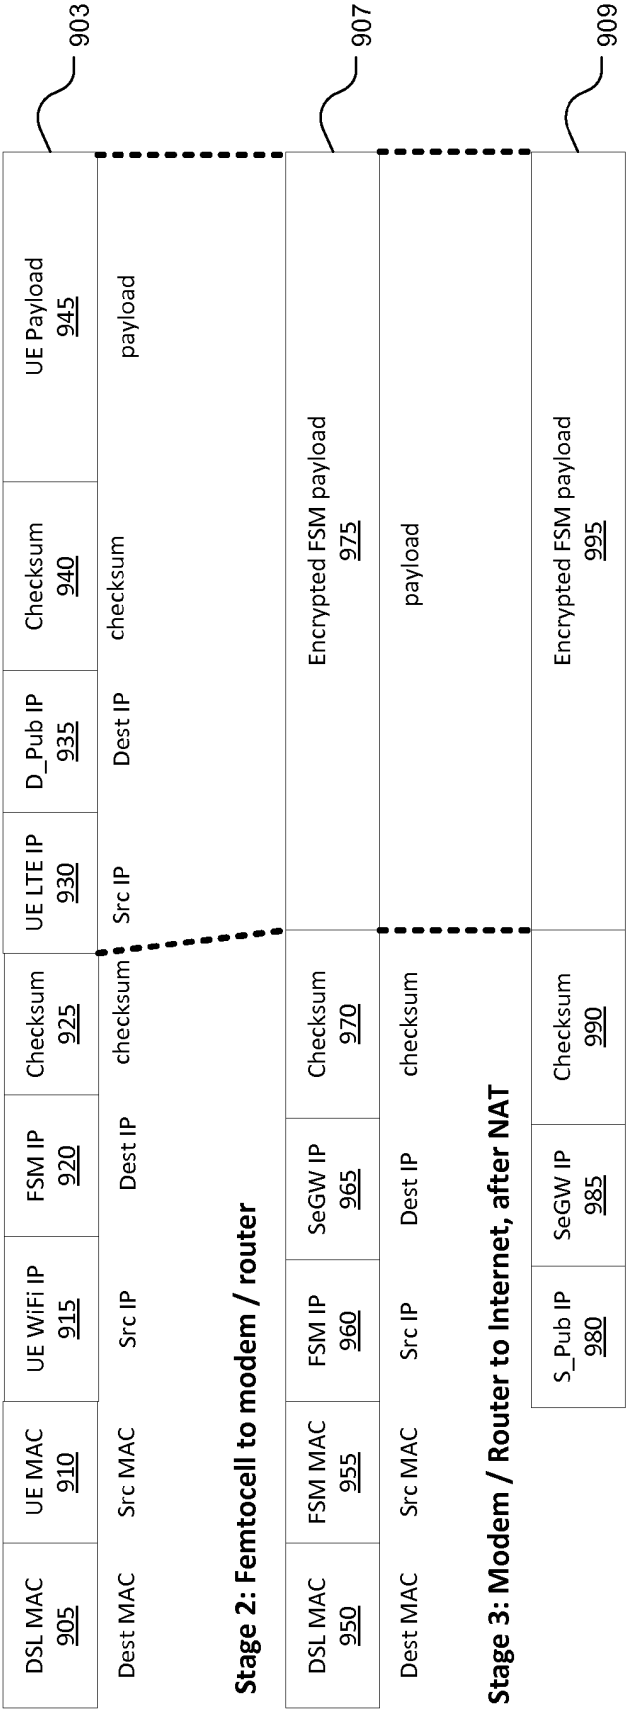 DSL MAC
905
UE MAC
910
UE WiFi IP
915
FSM IP
920
Checksum
925
UE LTE IP
930
D_Pub IP
935
Checksum
940
UE Payload
945
903
Dest MAC
Src MAC
Src IP
Dest IP
checksum
Src IP
Dest IP
checksum
payload
Stage 2: Femtocell to modem / router
DSL MAC
950
FSM MAC
955
FSM IP
960
SeGW IP
965
Checksum
970
Encrypted FSM payload
975
907
Dest MAC
Src MAC
Src IP
Dest IP
checksum
payload
Stage 3: Modem / Router to Internet, after NAT
S_Pub IP
980
SeGW IP
985
Checksum
990
Encrypted FSM payload
995
909